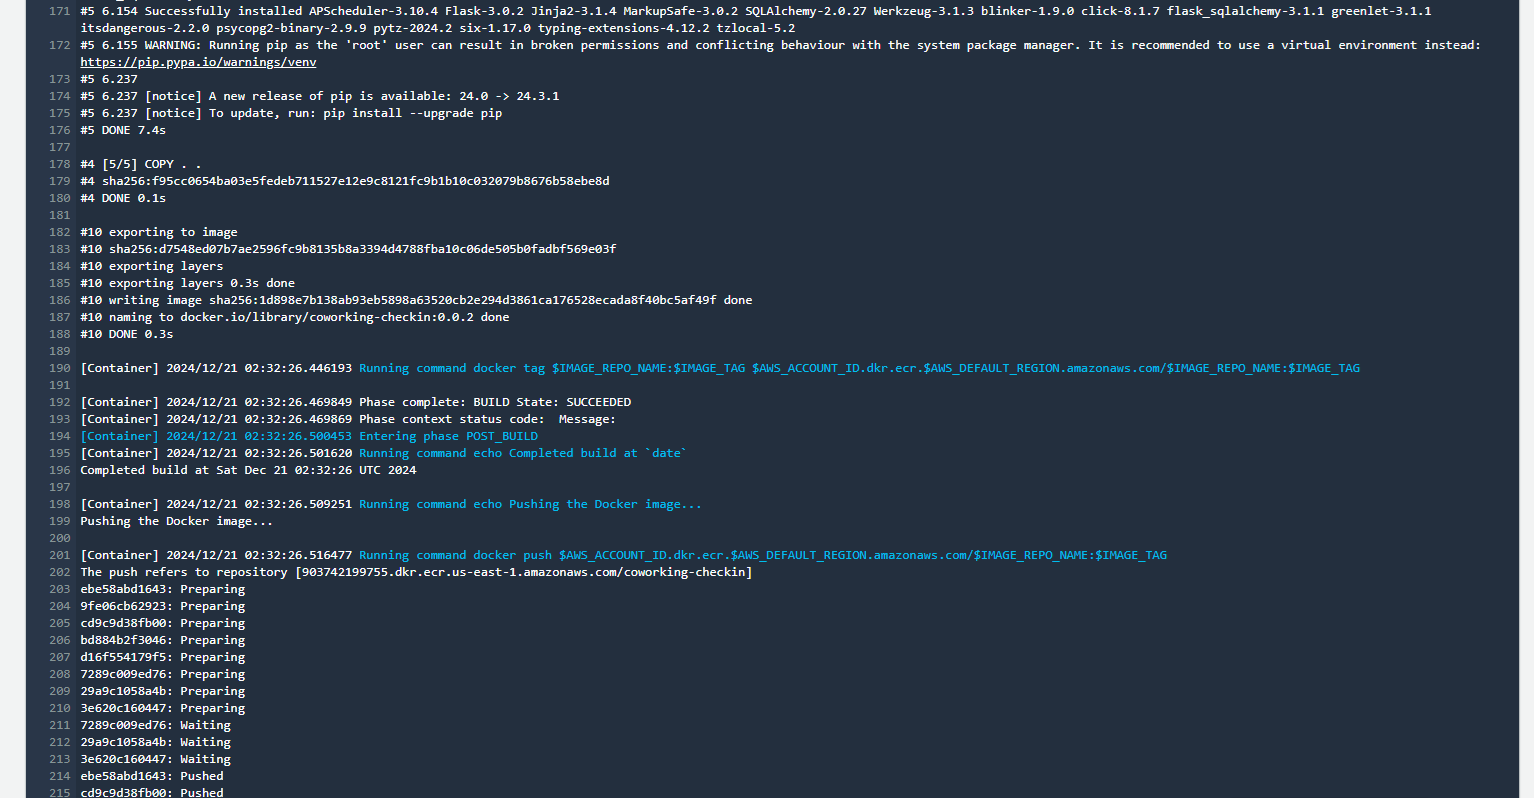 171 #5 6.154 Successfully installed APScheduler-3.10.4 Flask-3.0.2 Jinja2-3.1.4 MarkupSafe-3.0.2 SQLAlchemy-2.0.27 Werkzeug-3.1.3 blinker-1.9.0 click-8.1.7 flask_sqlalchemy-3.1.1 greenlet-3.1.1
itsdangerous-2.2.0 psycopg2-binary-2.9.9 pytz-2024.2 six-1.17.0 typing-extensions-4.12.2 tzlocal-5.2
172 #5 6.155 WARNING: Running pip as the 'root' user can result in broken permissions and conflicting behaviour with the system package manager. It is recommended to use a virtual environment instead:
https://pip.pypa.io/warnings/venv
173 #5 6.237
174 #5 6.237 [notice] A new release of pip is available: 24.0 -> 24.3.1
175 #5 6.237 [notice] To update, run: pip install --upgrade pip
176 #5 DONE 7.4s
177
178 #4 [5/5] COPY . .
179 #4 sha256:f95cc0654ba03e5fedeb711527e12e9c8121fc9b1b10c032079b8676b58ebe8d
180 #4 DONE 0.1s
181
182 #10 exporting to image
183 #10 sha256:d7548ed07b7ae2596fc9b8135b8a3394d4788fba10c06de505b0fadbf569e03f
184 #10 exporting layers
185 #10 exporting layers 0.3s done
186 #10 writing image sha256:1d898e7b138ab93eb5898a63520cb2e294d3861ca176528ecada8f40bc5af49f done
187 #10 naming to docker.io/library/coworking-checkin:0.0.2 done
188 #10 DONE 0.3s
189
190 [Container] 2024/12/21 02:32:26.446193 Running command docker tag $IMAGE_REPO_NAME:$IMAGE_TAG $AWS_ACCOUNT_ID.dkr.ecr.$AWS_DEFAULT_REGION.amazonaws.com/$IMAGE_REPO_NAME:$IMAGE_TAG
191
192 [Container] 2024/12/21 02:32:26.469849 Phase complete: BUILD State: SUCCEEDED
193 [Container] 2024/12/21 02:32:26.469869 Phase context status code:  Message:
194 [Container] 2024/12/21 02:32:26.500453 Entering phase POST_BUILD
195 [Container] 2024/12/21 02:32:26.501620 Running command echo Completed build at `date`
196 Completed build at Sat Dec 21 02:32:26 UTC 2024
197
198 [Container] 2024/12/21 02:32:26.509251 Running command echo Pushing the Docker image...
199 Pushing the Docker image...
200
201 [Container] 2024/12/21 02:32:26.516477 Running command docker push $AWS_ACCOUNT_ID.dkr.ecr.$AWS_DEFAULT_REGION.amazonaws.com/$IMAGE_REPO_NAME:$IMAGE_TAG
202 The push refers to repository [903742199755.dkr.ecr.us-east-1.amazonaws.com/coworking-checkin]
203 ebe58abd1643: Preparing
204 9fe06cb62923: Preparing
205 cd9c9d38fb00: Preparing
206 bd884b2f3046: Preparing
207 d16f554179f5: Preparing
208 7289c009ed76: Preparing
209 29a9c1058a4b: Preparing
210 3e620c160447: Preparing
211 7289c009ed76: Waiting
212 29a9c1058a4b: Waiting
213 3e620c160447: Waiting
214 ebe58abd1643: Pushed
215 cd9c9d38fb00: Pushed